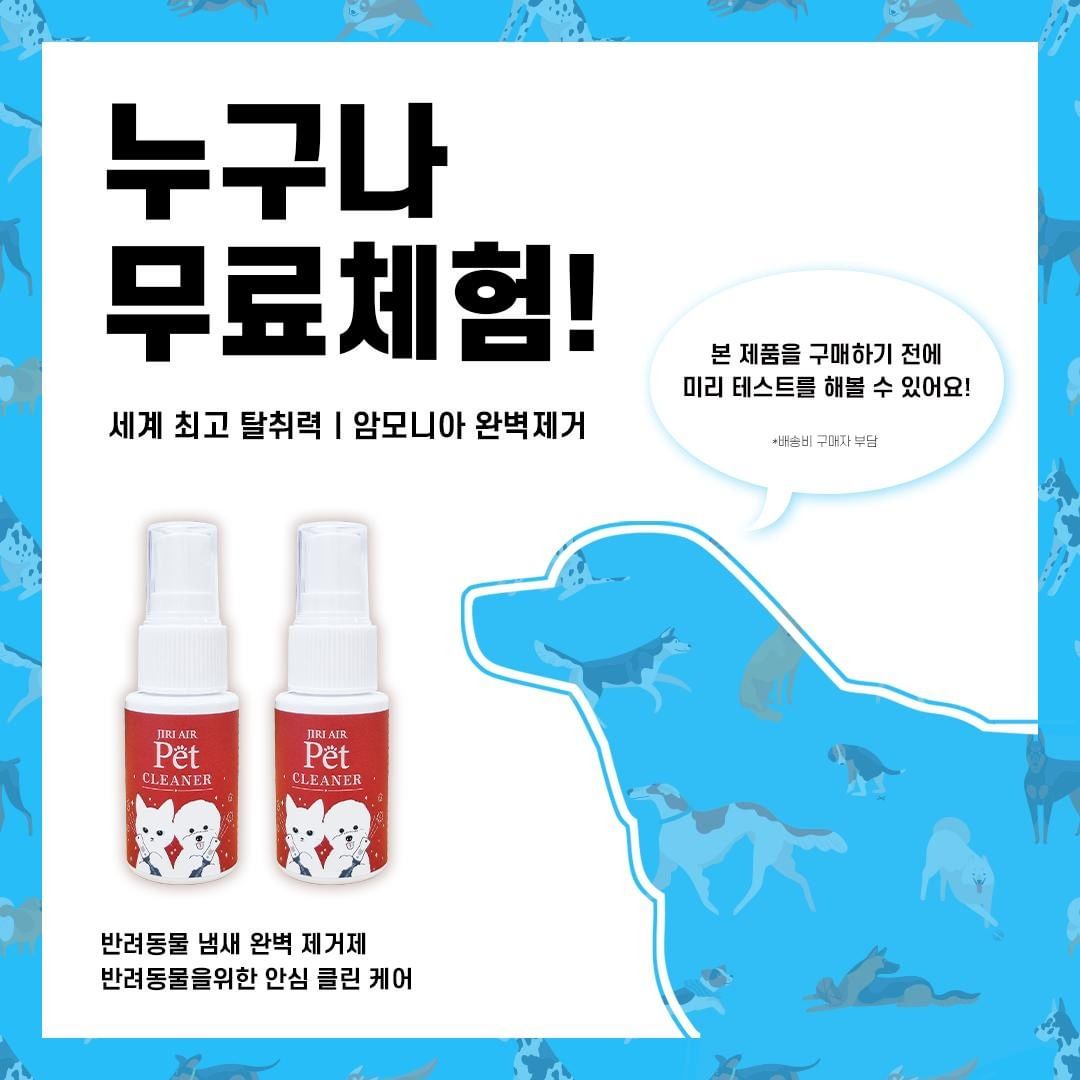 누구나
무료체험!
세계 최고 탈취력 | 암모니아 완벽제거
본 제품을 구매하기 전에
미리 테스트를 해볼 수 있어요!
*배송비 구매자 부담
JIRI AIR
Pet
CLEANER
JIRI AIR
Pet
CLEANER
반려동물 냄새 완벽 제거제
반려동물을위한 안심 클린 케어